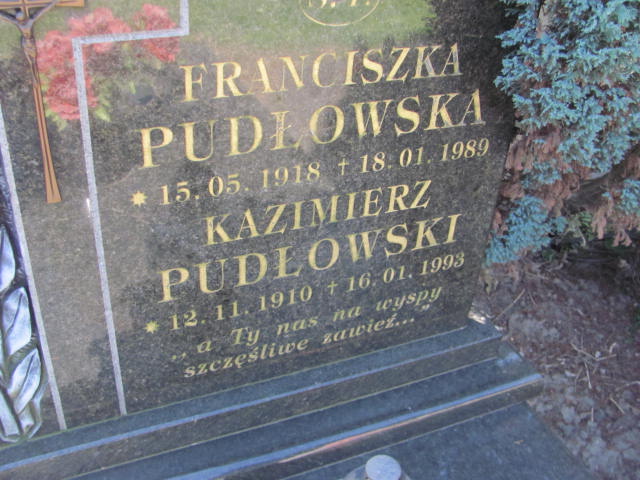 Ś. P.
FRANCISZKA
PUDŁOWSKA
* 15. 05. 1918 + 18. 01. 1989
KAZIMIERZ
PUDŁOWSKI
* 12. 11. 1910 + 16. 01. 1993
„ a Ty nas na wyspy
szczęśliwe zawieź..."